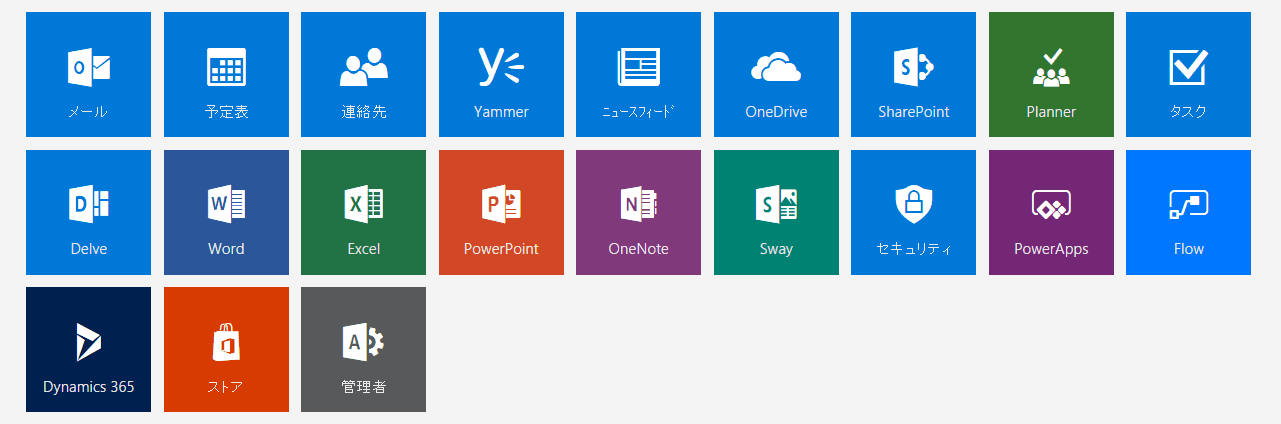 メール
予定表
連絡先
Yammer
ﾆｭｰｽﾌｨｰﾄﾞ
OneDrive
SharePoint
Planner
タスク
Delve
Word
Excel
PowerPoint
OneNote
Sway
セキュリティ
PowerApps
Flow
Dynamics 365
ストア
管理者